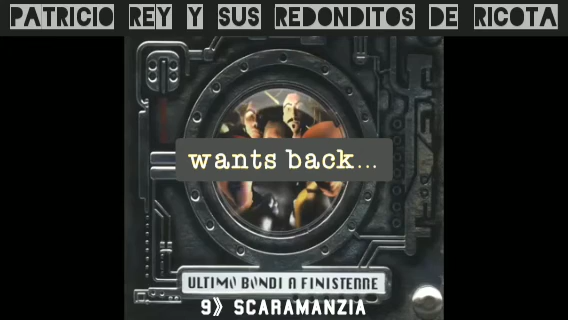 PATRICIO REY Y SUS REDONDITOS DE RICOTA
wants back...
ULTIMO BONDI A FINISTERRE
9》 SCARAMANZIA